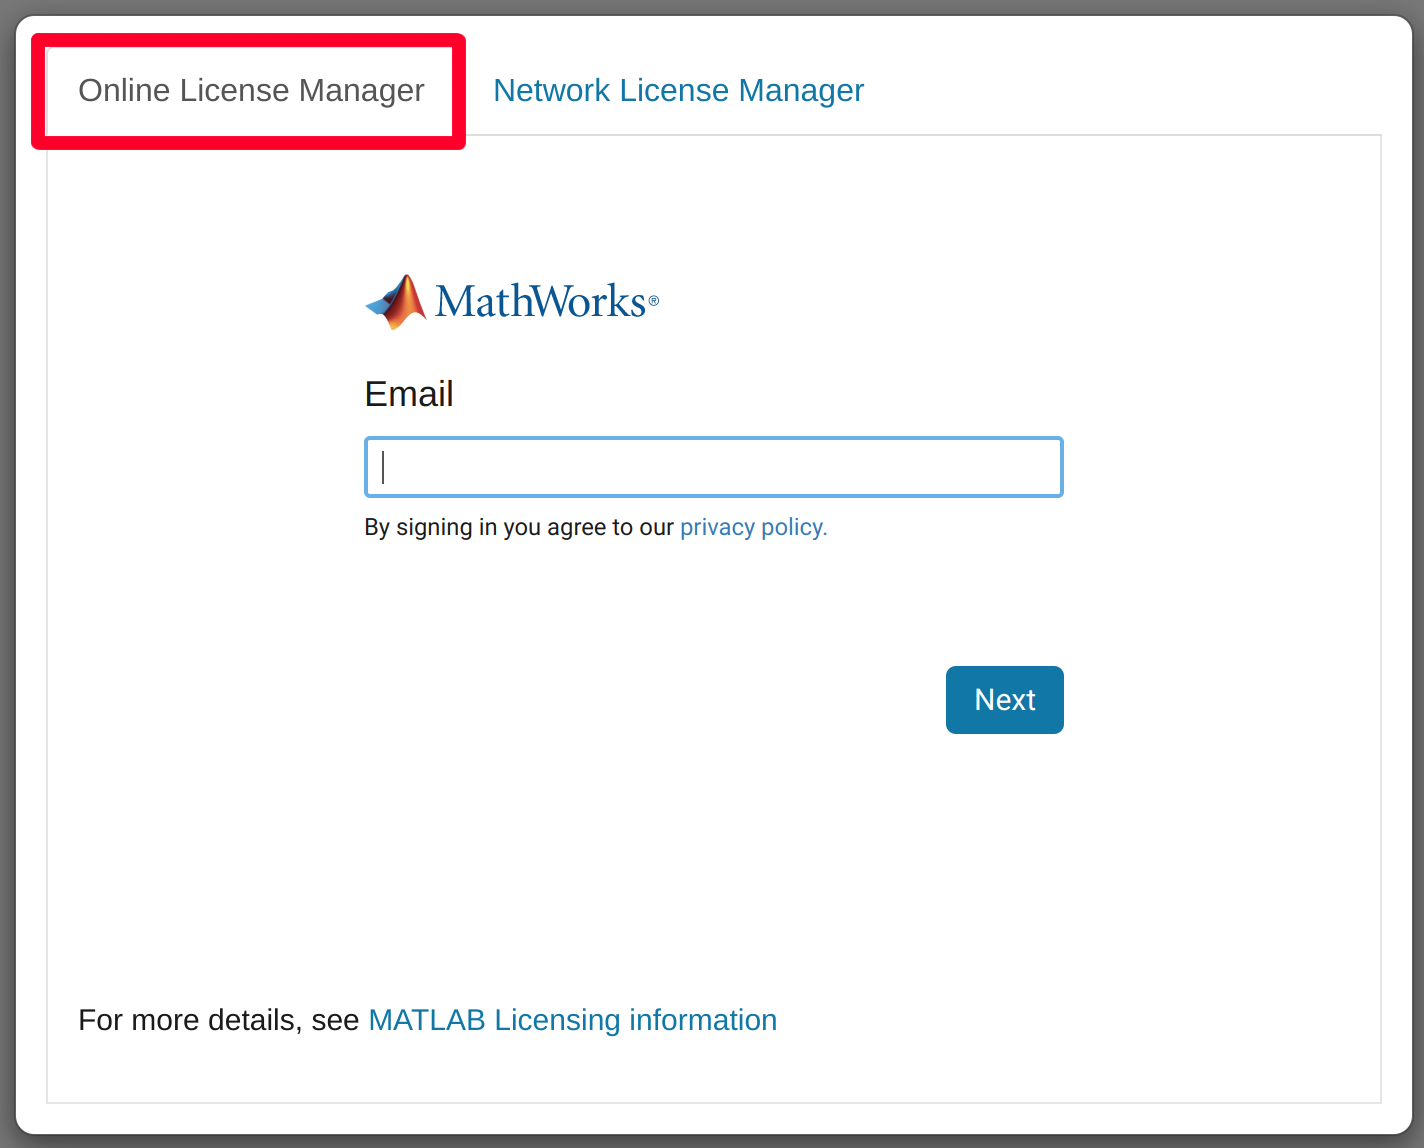 Online License Manager
Network License Manager
MathWorks®
Email
By signing in you agree to our privacy policy.
Next
For more details, see MATLAB Licensing information